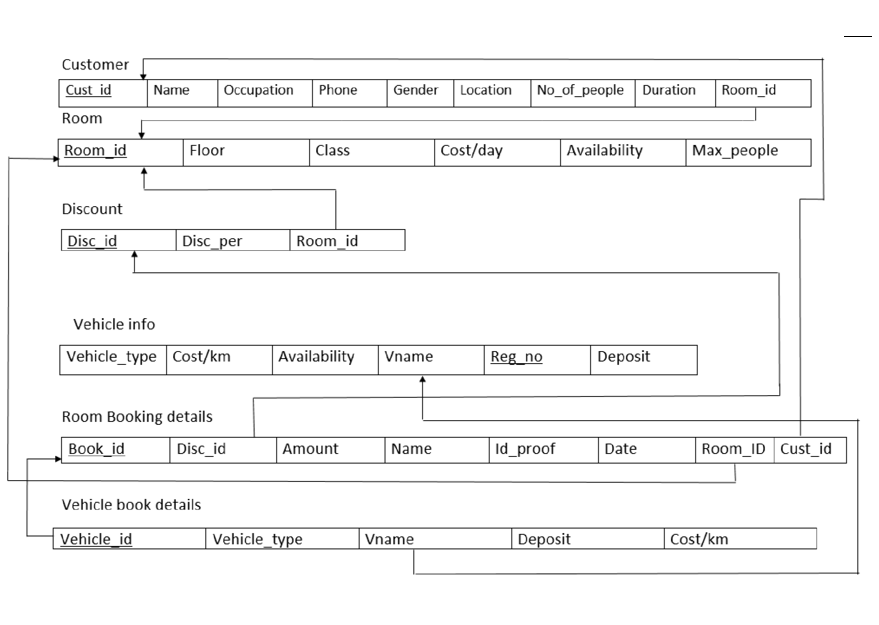 Customer
Cust_id Name Occupation Phone Gender Location No_of_people Duration Room_id
Room
Room_id Floor Class Cost/day Availability Max_people
Discount
Disc_id Disc_per Room_id
Vehicle info
Vehicle_type Cost/km Availability Vname Reg_no Deposit
Room Booking details
Book_id Disc_id Amount Name Id_proof Date Room_ID Cust_id
Vehicle book details
Vehicle_id Vehicle_type Vname Deposit Cost/km